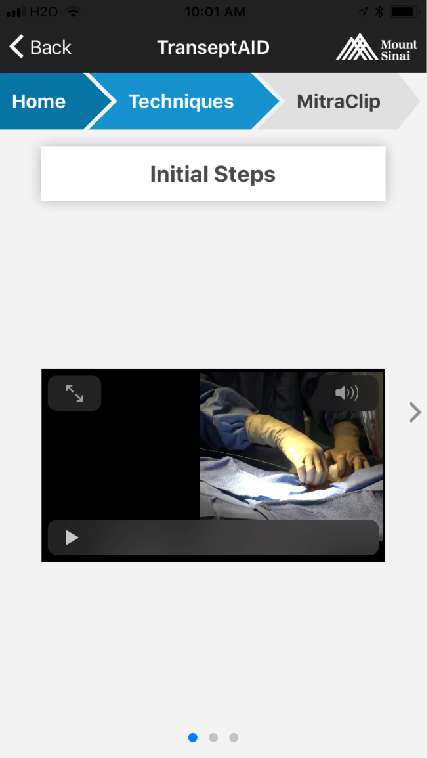 H2O 10:01 AM
Back TranseptAID Mount
Sinai
Home Techniques MitraClip
Initial Steps